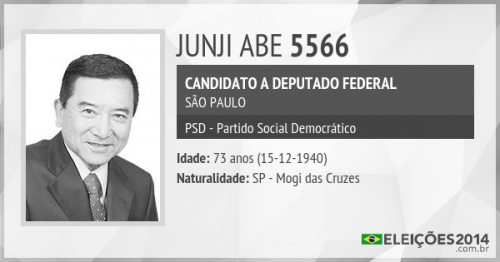 JUNJI ABE 5566
CANDIDATO A DEPUTADO FEDERAL
SÃO PAULO
PSD - Partido Social Democrático
Idade: 73 anos (15-12-1940)
Naturalidade: SP - Mogi das Cruzes
ELEIÇÕES2014
.com.br